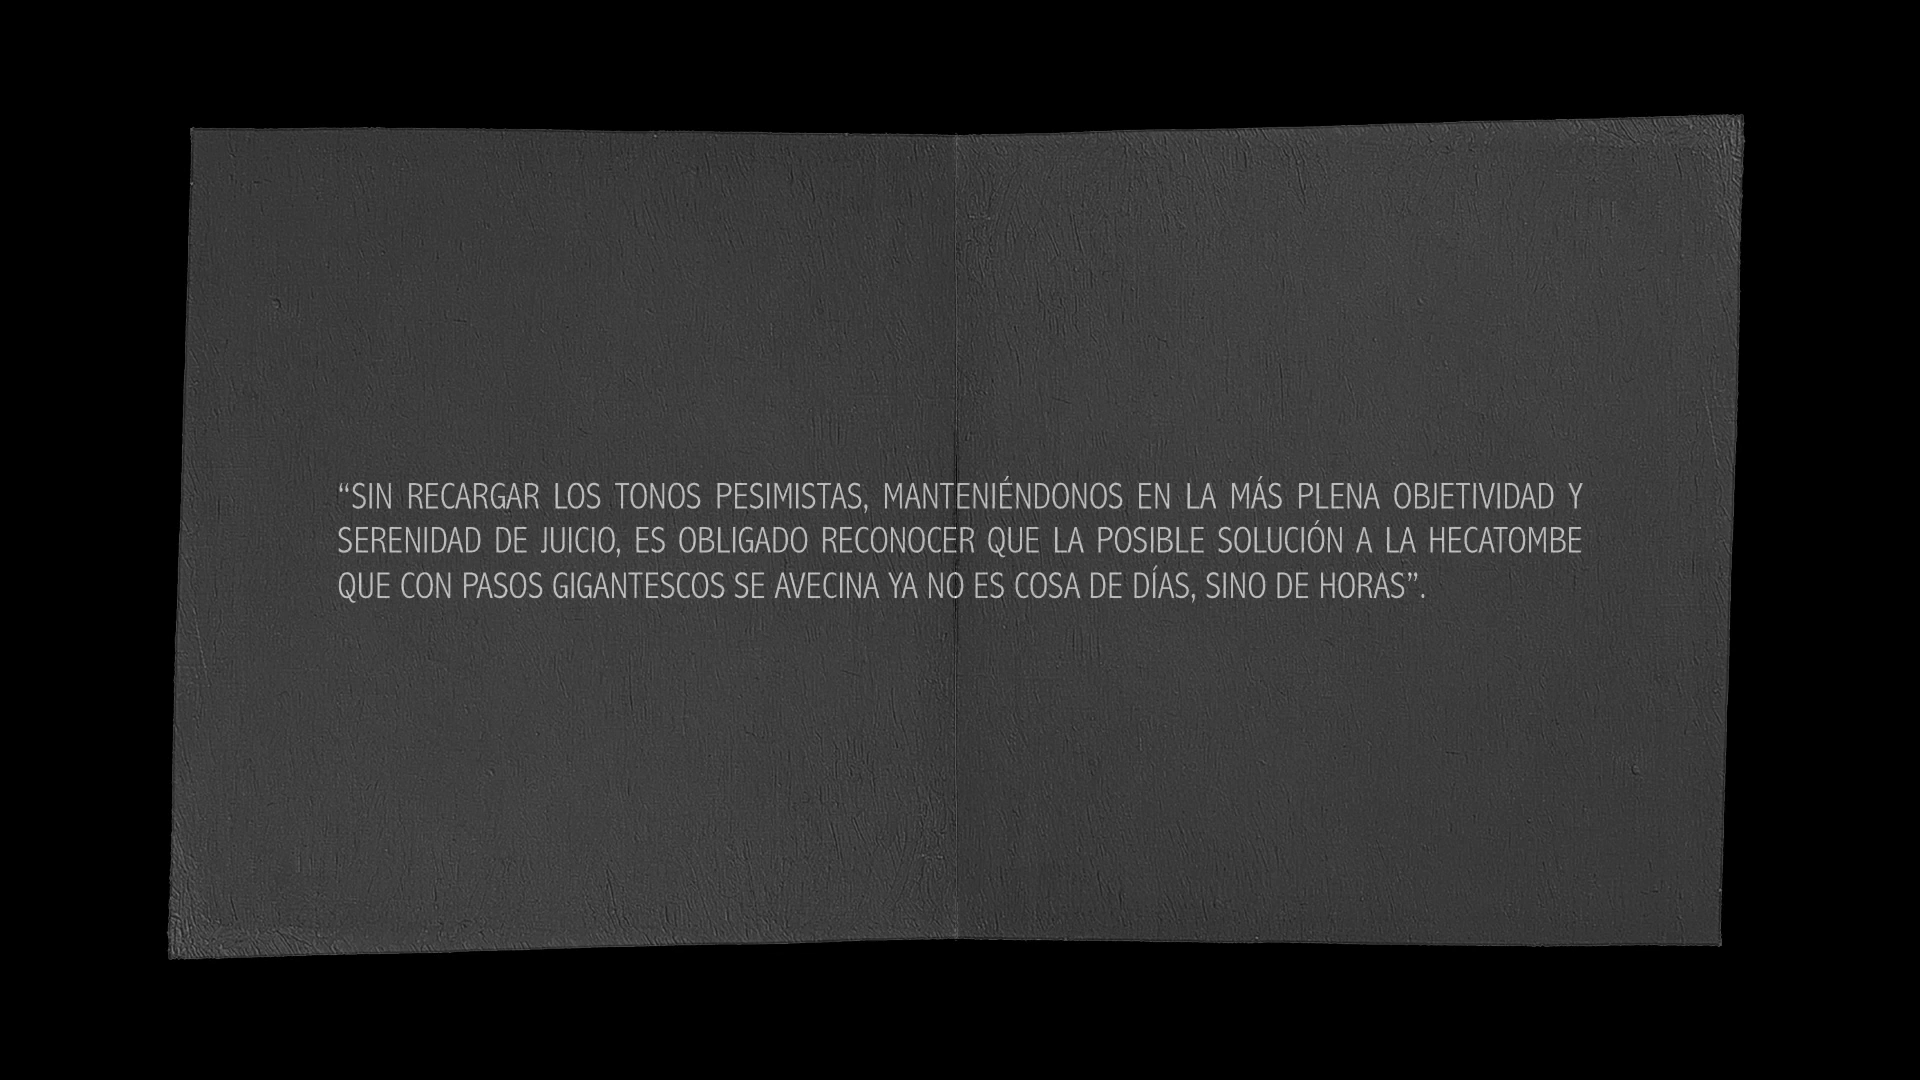 “SIN RECARGAR LOS TONOS PESIMISTAS, MANTENIÉNDONOS EN LA MÁS PLENA OBJETIVIDAD Y
SERENIDAD DE JUICIO, ES OBLIGADO RECONOCER QUE LA POSIBLE SOLUCIÓN A LA HECATOMBE
QUE CON PASOS GIGANTESCOS SE AVECINA YA NO ES COSA DE DÍAS, SINO DE HORAS”.